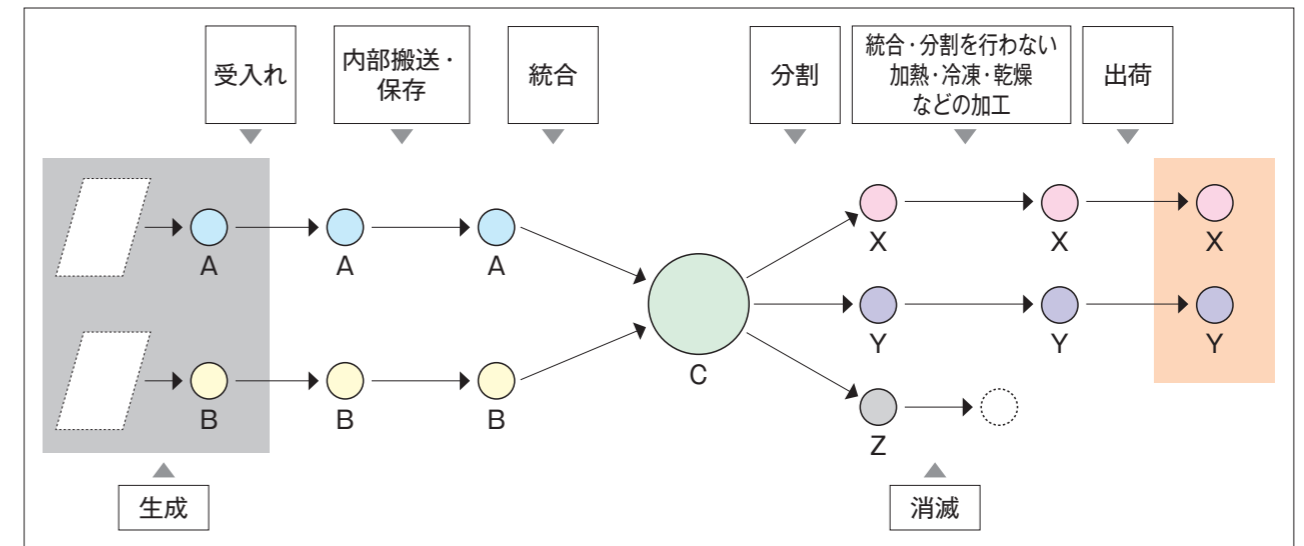 受入れ
内部搬送・
保存
統合
分割
統合・分割を行わない
加熱・冷凍・乾燥
などの加工
出荷
A
A
A
X
X
X
B
B
B
C
Y
Y
Y
Z
生成
消滅